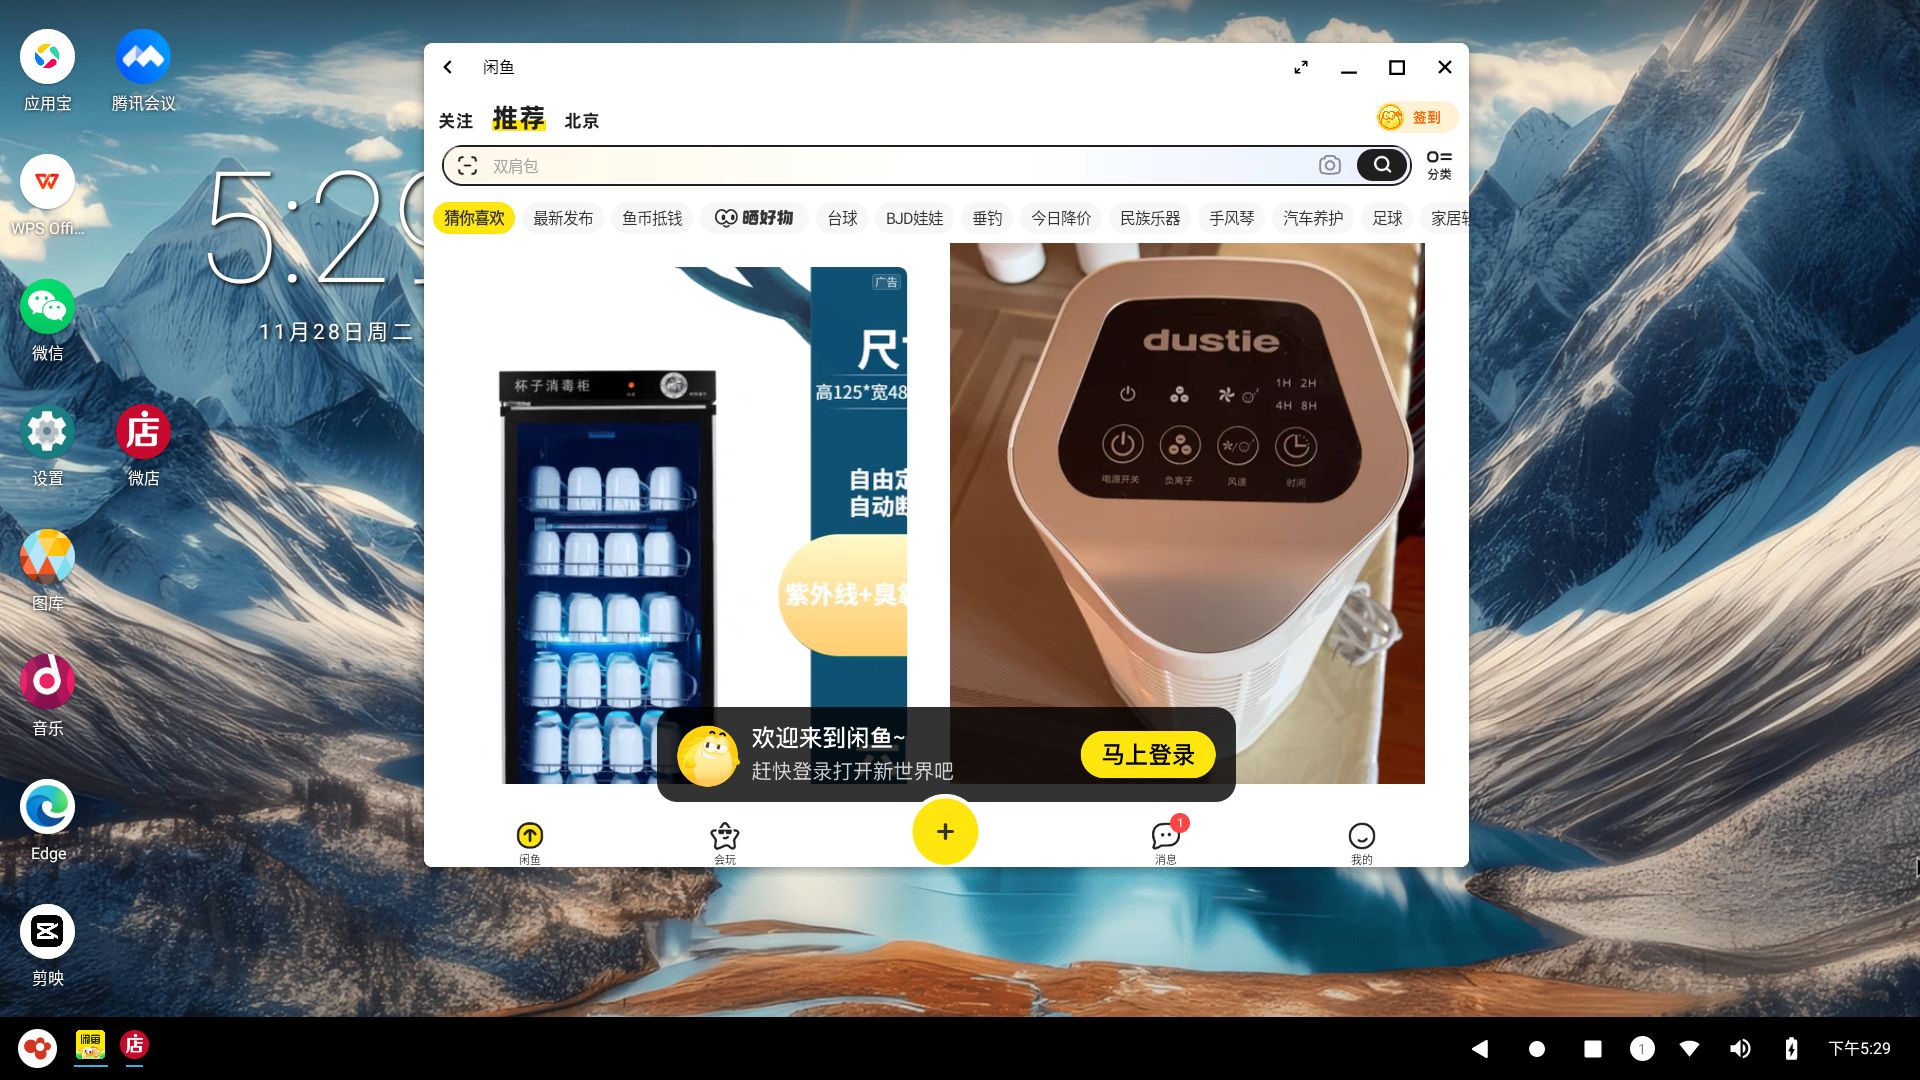 应用宝
腾讯会议
WPS Offi...
微信
设置
微店
图库
音乐
Edge
剪映
5:29
11月28日周二
闲鱼
关注
推荐
北京
签到
双肩包
分类
猜你喜欢
最新发布
鱼币抵钱
晒好物
台球
BJD娃娃
垂钓
今日降价
民族乐器
手风琴
汽车养护
足球
家居
广告
高125*宽48
自由定
自动断
紫外线+臭氧
杯子消毒柜
dustie
1H 2H
4H 8H
电源开关
负离子
风速
时间
欢迎来到闲鱼~
赶快登录打开新世界吧
马上登录
闲鱼
会玩
1
消息
我的
店
店
1
下午5:29